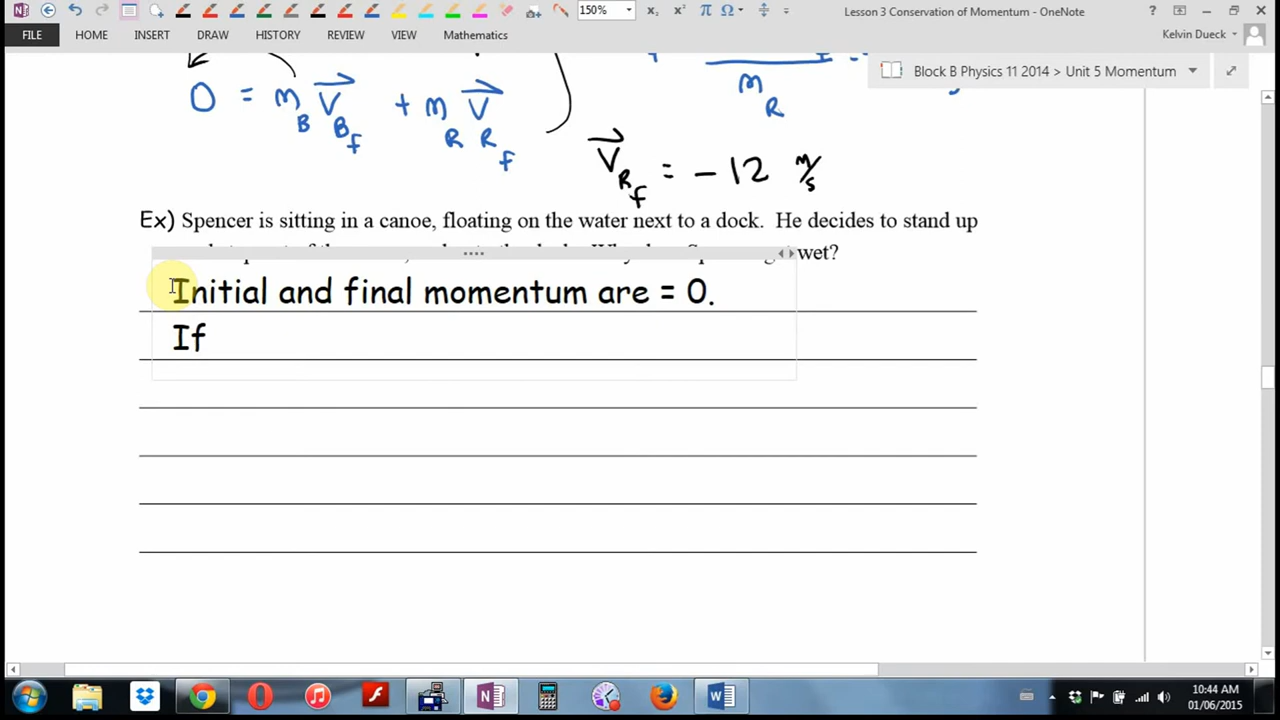 150%
x₂ x² π Ω
Lesson 3 Conservation of Momentum - OneNote
?
FILE HOME INSERT DRAW HISTORY REVIEW VIEW Mathematics
Kelvin Dueck
Block B Physics 11 2014 > Unit 5 Momentum
0 = m_B V_Bf + m_R V_Rf
m_R
V_Rf = -12 m/s
Ex) Spencer is sitting in a canoe, floating on the water next to a dock. He decides to stand up
wet?
Initial and final momentum are = 0.
If
10:44 AM
01/06/2015